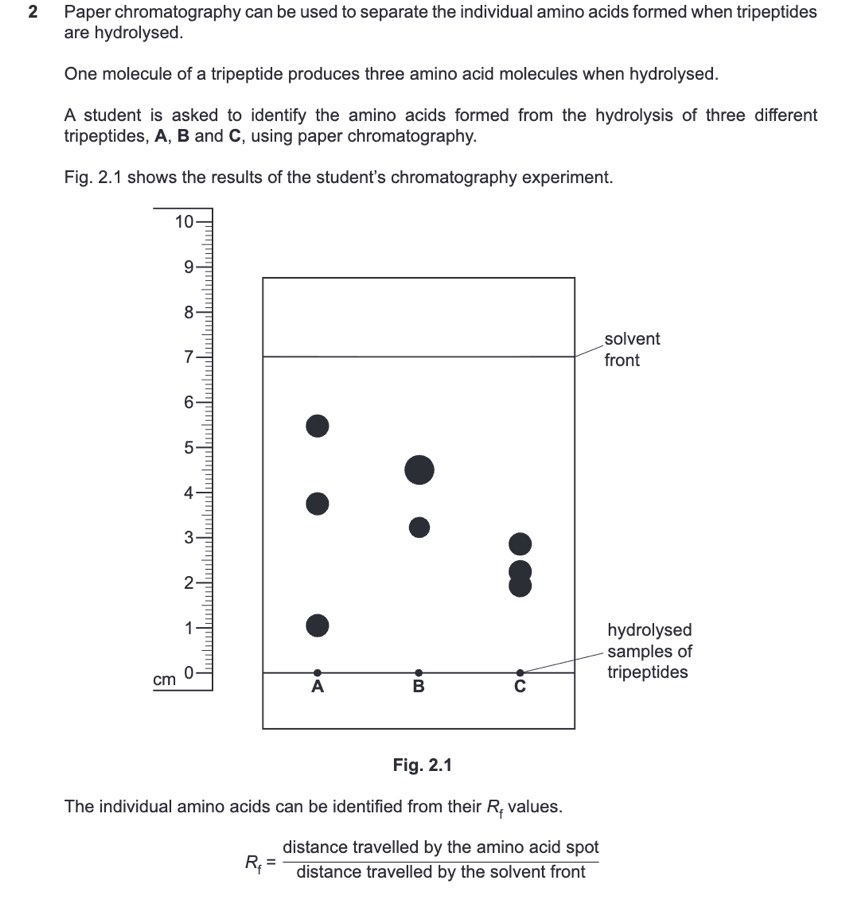 2 Paper chromatography can be used to separate the individual amino acids formed when tripeptides
are hydrolysed.
One molecule of a tripeptide produces three amino acid molecules when hydrolysed.
A student is asked to identify the amino acids formed from the hydrolysis of three different
tripeptides, A, B and C, using paper chromatography.
Fig. 2.1 shows the results of the student's chromatography experiment.
10
9
8
7
6
5
4
3
2
1
0
cm
solvent
front
hydrolysed
samples of
tripeptides
A B C
Fig. 2.1
The individual amino acids can be identified from their Rf values.
Rf = distance travelled by the amino acid spot
distance travelled by the solvent front